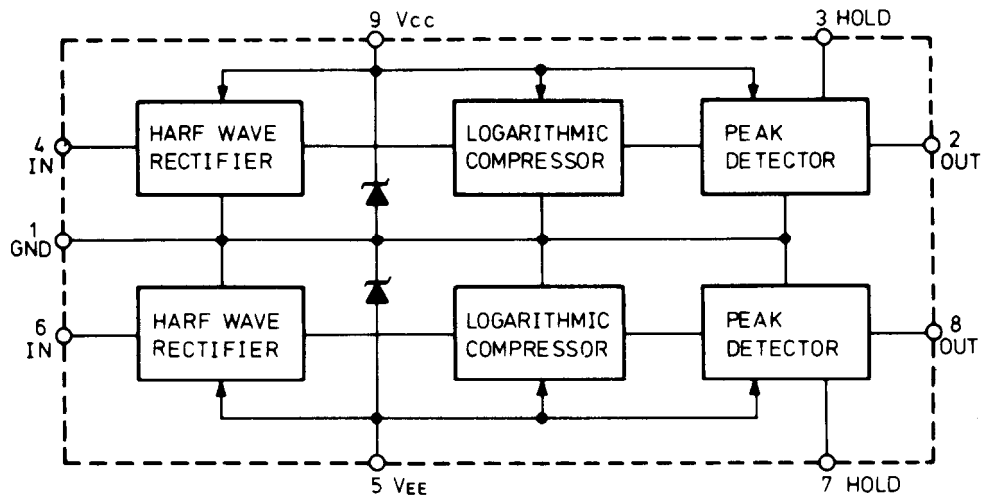 9 Vcc
3 HOLD
4
IN
HARF WAVE
RECTIFIER
LOGARITHMIC
COMPRESSOR
PEAK
DETECTOR
2
OUT
1
GND
6
IN
HARF WAVE
RECTIFIER
LOGARITHMIC
COMPRESSOR
PEAK
DETECTOR
8
OUT
5 VEE
7 HOLD